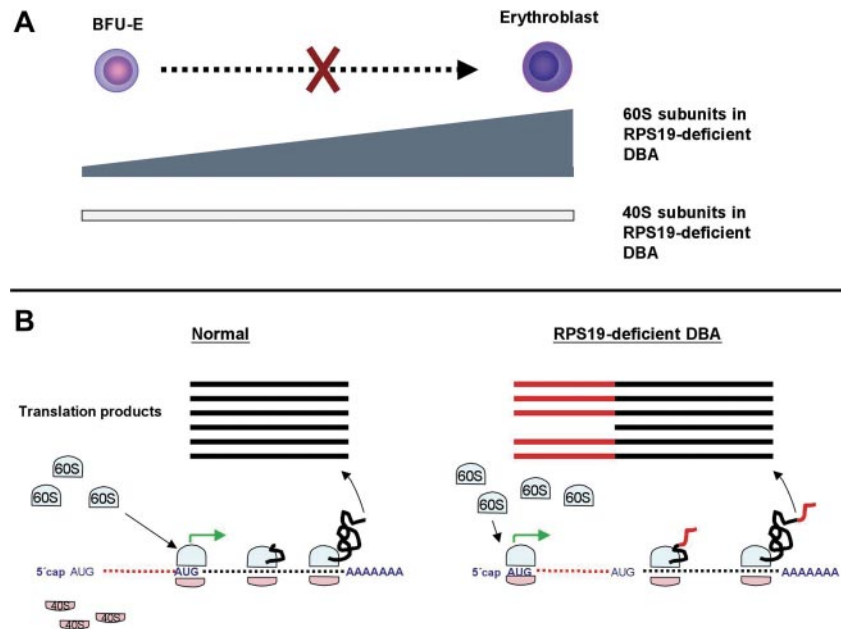 A
BFU-E
Erythroblast
60S subunits in
RPS19-deficient
DBA
40S subunits in
RPS19-deficient
DBA
B
Normal
RPS19-deficient DBA
Translation products
60S
60S
60S
5´cap AUG
AUG
AAAAAAA
40S
40S
40S
60S
60S
60S
60S
5´cap AUG
AUG
AAAAAAA